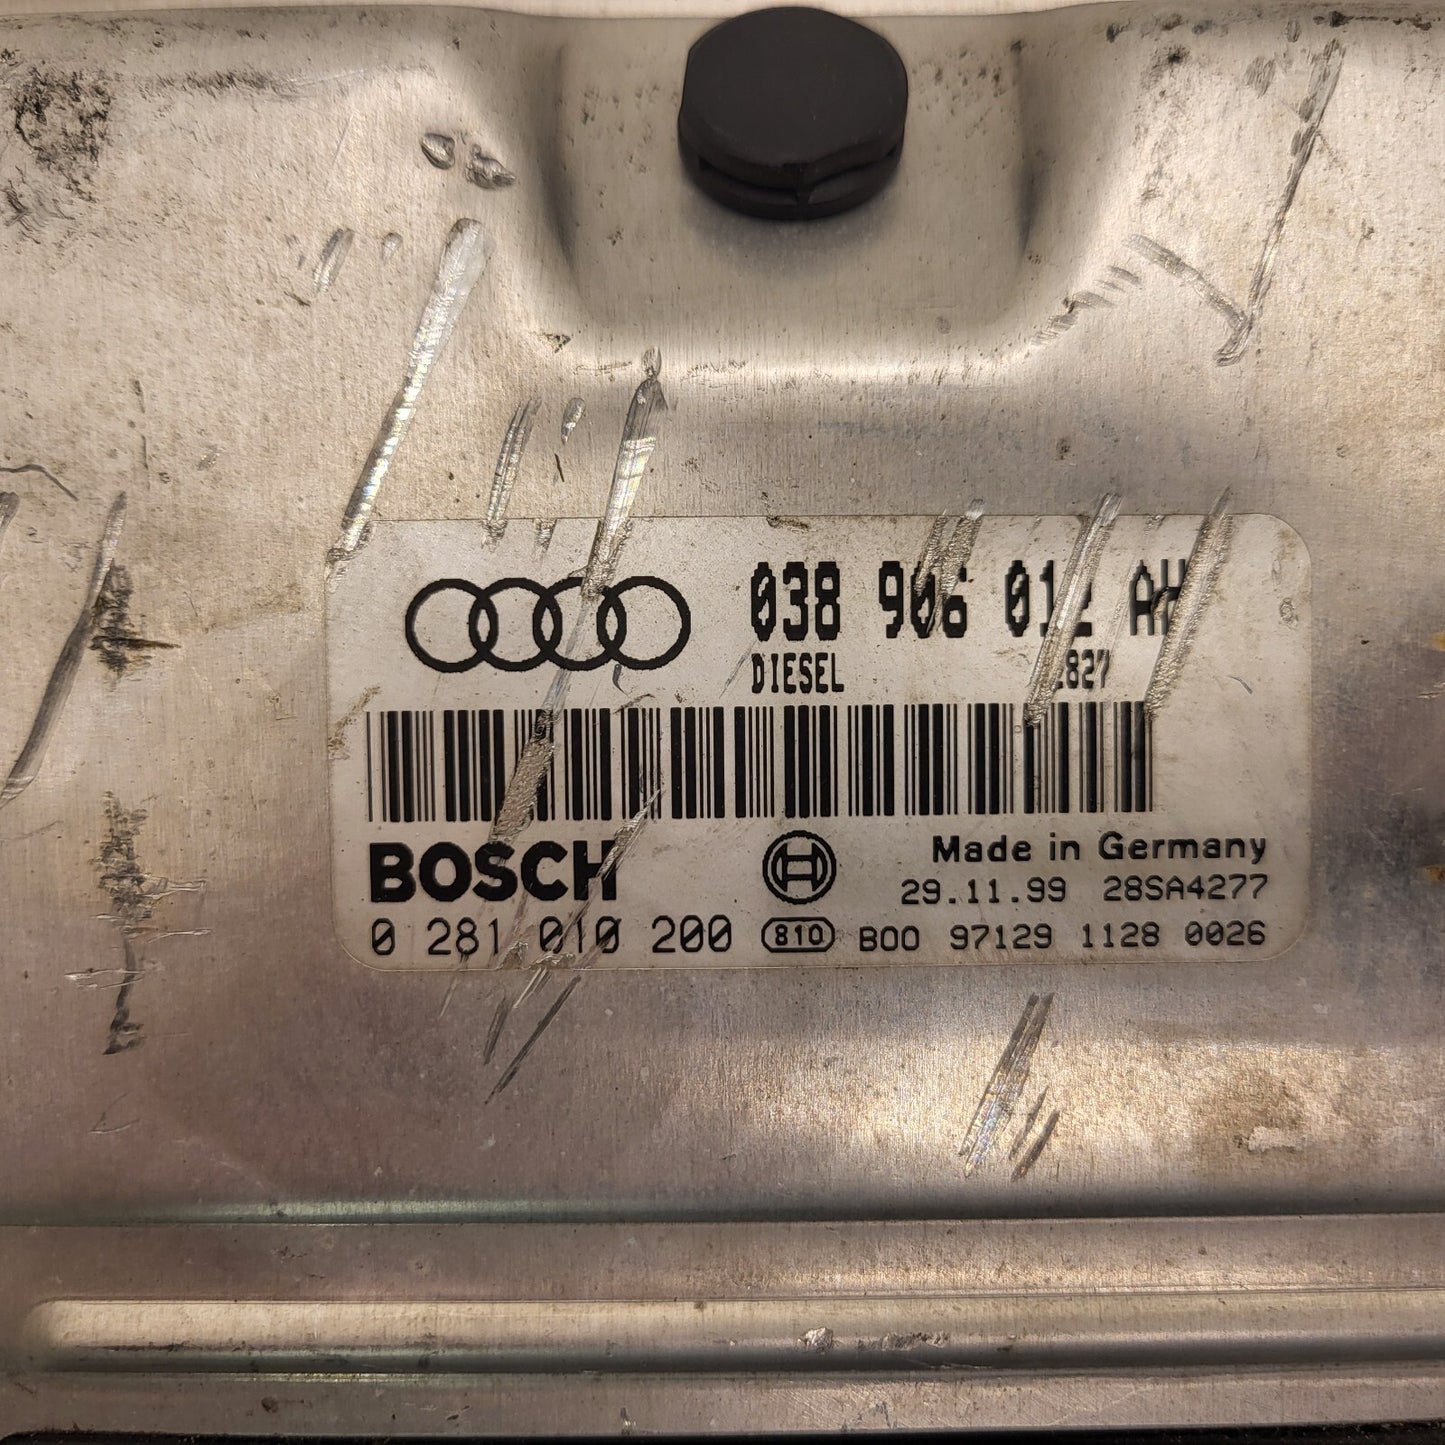 038 906 012 AH
DIESEL 2827
BOSCH
Made in Germany
29.11.99 28SA4277
0 281 010 200 810 B00 97129 1128 0026